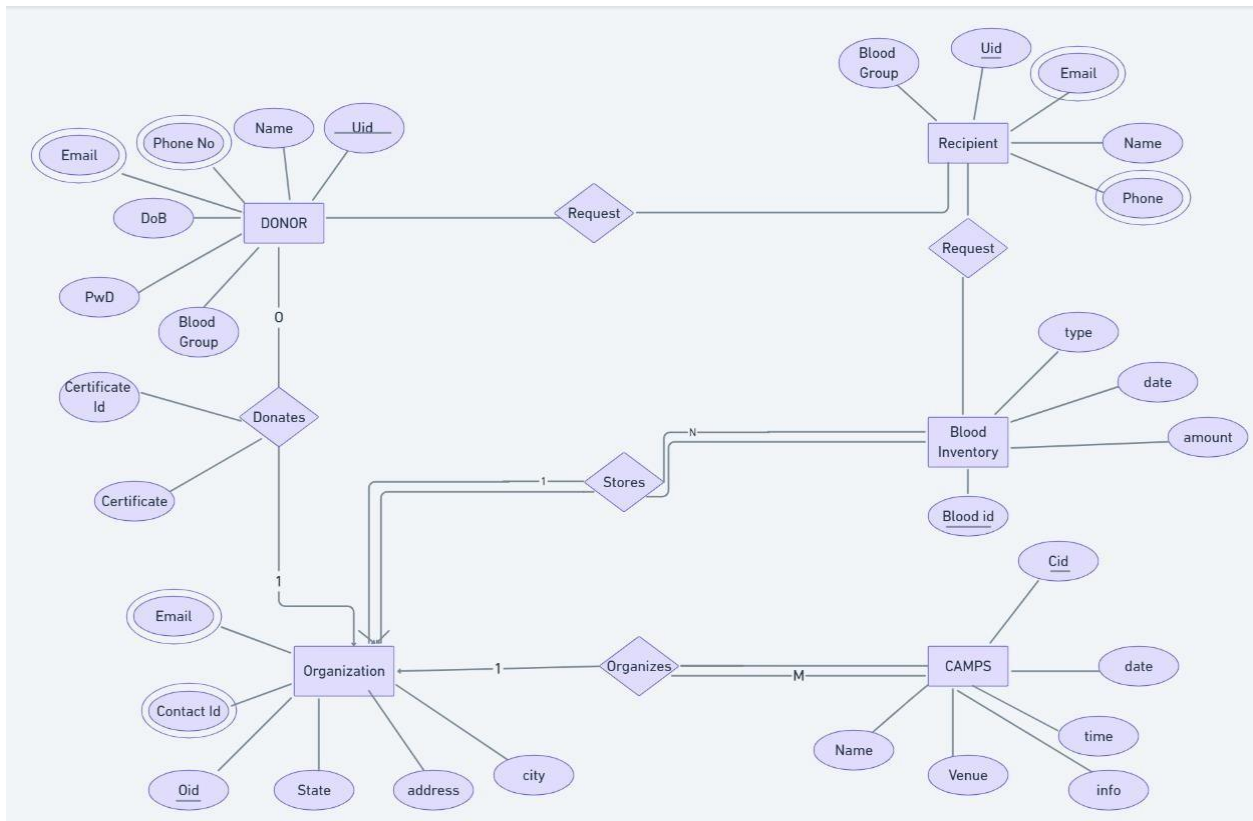 Blood
Group
Uid
Email
Recipient
Name
Phone
Email
Phone No
Name
Uid
DoB
DONOR
PwD
Blood
Group
Request
Request
O
Certificate
Id
Donates
Certificate
1
type
date
amount
Blood
Inventory
Blood id
N
Stores
1
Email
Contact Id
Oid
State
address
city
Organization
1
Organizes
M
CAMPS
Cid
date
time
info
Venue
Name